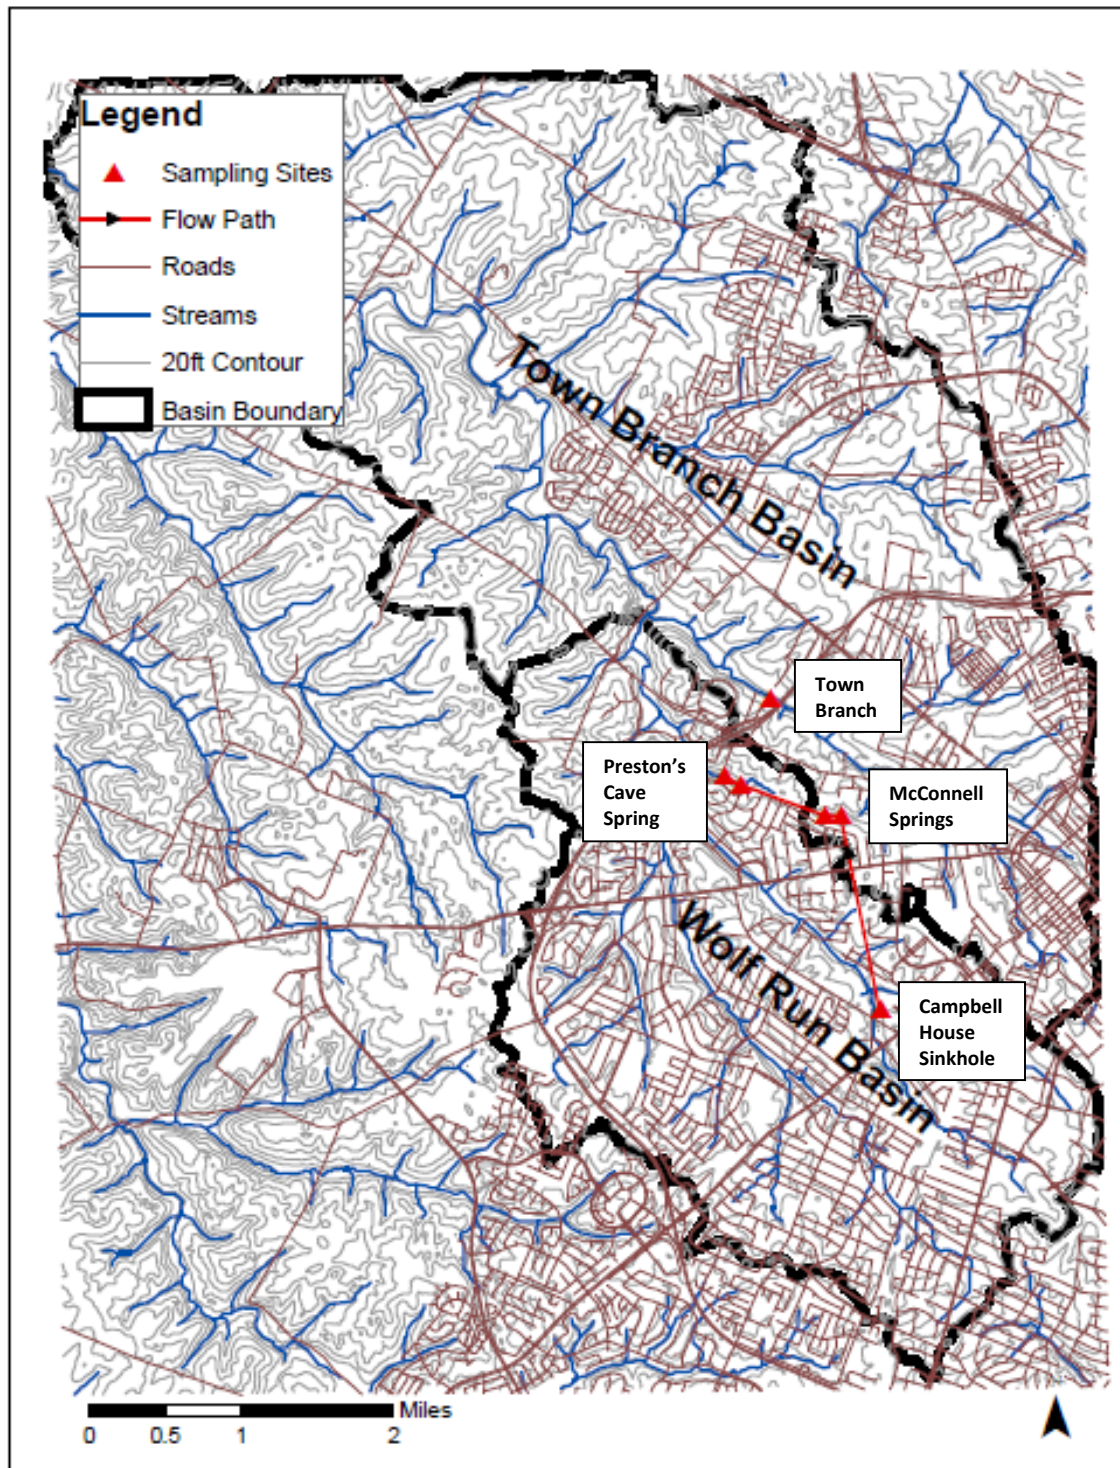 Legend
Sampling Sites
Flow Path
Roads
Streams
20ft Contour
Basin Boundary
Town Branch Basin
Town
Branch
Preston's
Cave
Spring
McConnell
Springs
Wolf Run Basin
Campbell
House
Sinkhole
Miles
0 0.5 1 2